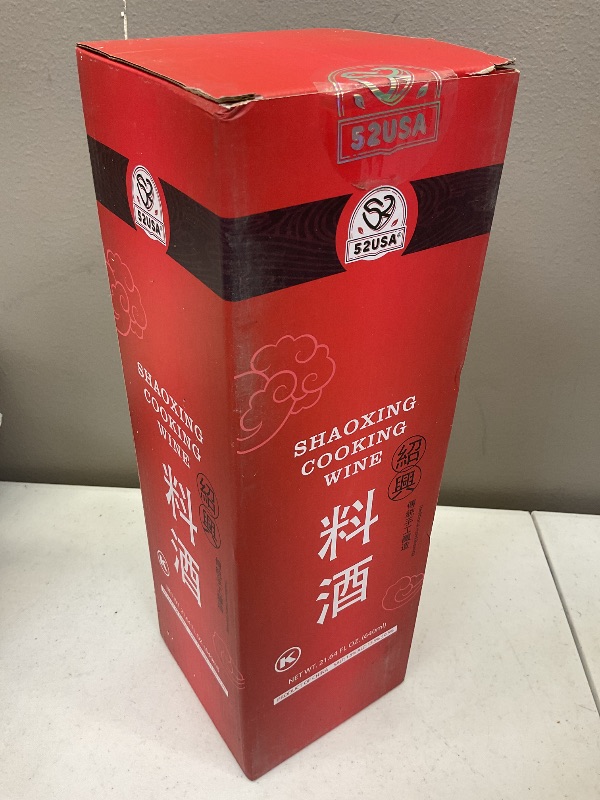 52USA
52USA
SHAOXING
COOKING
WINE
紹興
料酒
K
NET WT. 21.64 FL OZ. (640ml)
52USA
SHAOXING
COOKING
WINE
紹興
料酒
K